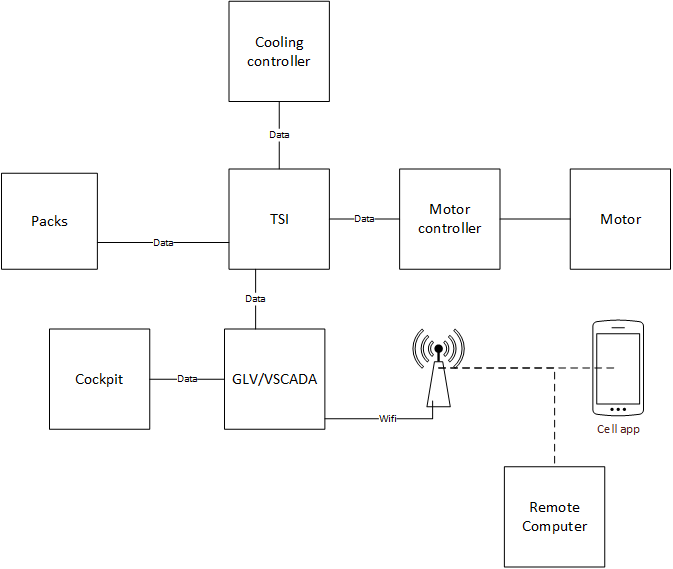 Cooling
controller
Data
Packs
Data
TSI
Data
Motor
controller
Motor
Data
Cockpit
Data
GLV/VSCADA
Wifi
Cell app
Remote
Computer